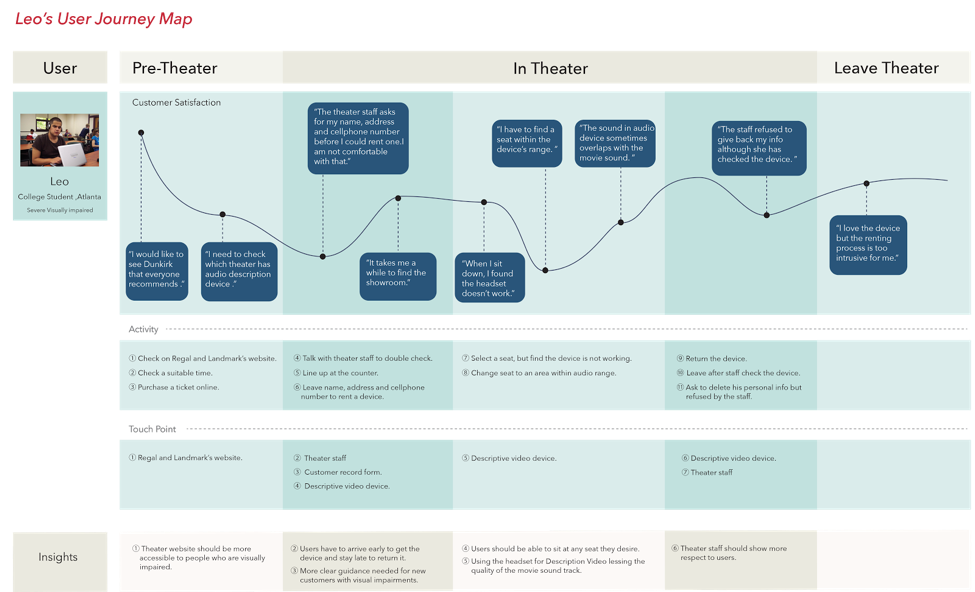 Leo's User Journey Map
User
Pre-Theater
In Theater
Leave Theater
Leo
College Student ,Atlanta
Severe Visually impaired
Customer Satisfaction
"I would like to
see Dunkirk
that everyone
recommends ."
"I need to check
which theater has
audio description
device ."
"The theater staff asks
for my name, address
and cellphone number
before I could rent one.I
am not comfortable
with that."
"It takes me a
while to find the
showroom."
"When I sit
down, I found
the headset
doesn't work."
"I have to find a
seat within the
device's range. "
"The sound in audio
device sometimes
overlaps with the
movie sound. "
"The staff refused to
give back my info
although she has
checked the device. "
"I love the device
but the renting
process is too
intrusive for me."
Activity
① Check on Regal and Landmark's website.
② Check a suitable time.
③ Purchase a ticket online.
④ Talk with theater staff to double check.
⑤ Line up at the counter.
⑥ Leave name, address and cellphone
number to rent a device.
⑦ Select a seat, but find the device is not working.
⑧ Change seat to an area within audio range.
⑨ Return the device.
⑩ Leave after staff check the device.
⑪ Ask to delete his personal info but
refused by the staff.
Touch Point
① Regal and Landmark's website.
② Theater staff
③ Customer record form.
④ Descriptive video device.
⑤ Descriptive video device.
⑥ Descriptive video device.
⑦ Theater staff
Insights
① Theater website should be more
accessible to people who are visually
impaired.
② Users have to arrive early to get the
device and stay late to return it.
③ More clear guidance needed for new
customers with visual impairments.
④ Users should be able to sit at any seat they desire.
⑤ Using the headset for Description Video lessing the
quality of the movie sound track.
⑥ Theater staff should show more
respect to users.